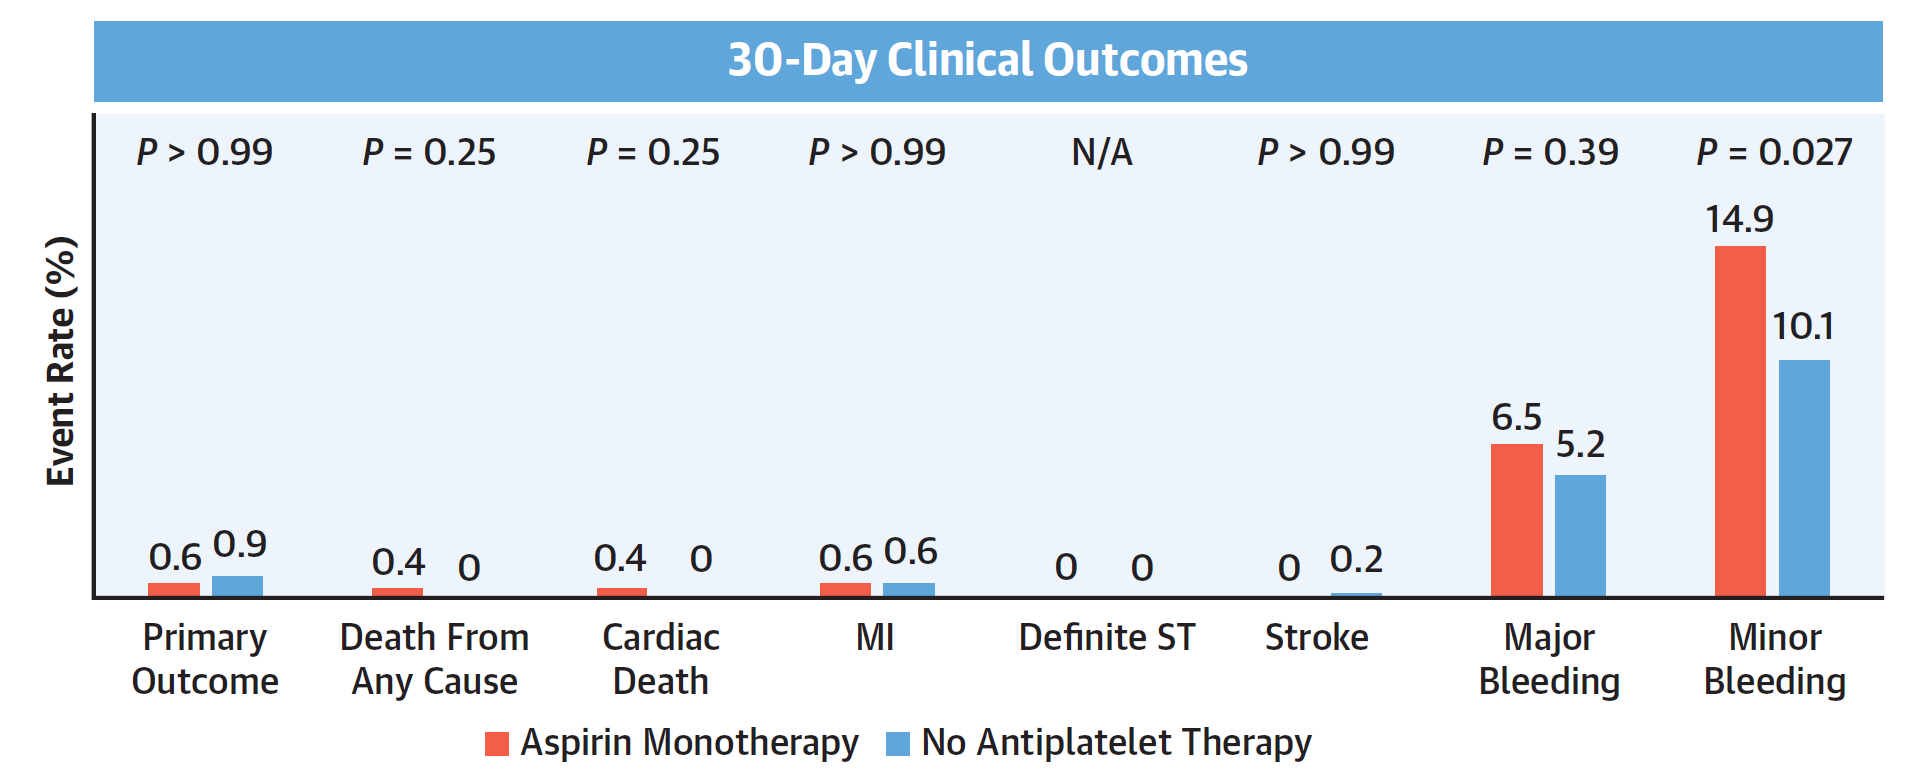 30-Day Clinical Outcomes
P > 0.99 P = 0.25 P = 0.25 P > 0.99 N/A P > 0.99 P = 0.39 P = 0.027
Event Rate (%)
0.6 0.9 0.4 0 0.4 0 0.6 0.6 0 0 0 0.2 6.5 5.2 14.9 10.1
Primary Death From Cardiac MI Definite ST Stroke Major Minor
Outcome Any Cause Death Bleeding Bleeding
Aspirin Monotherapy No Antiplatelet Therapy